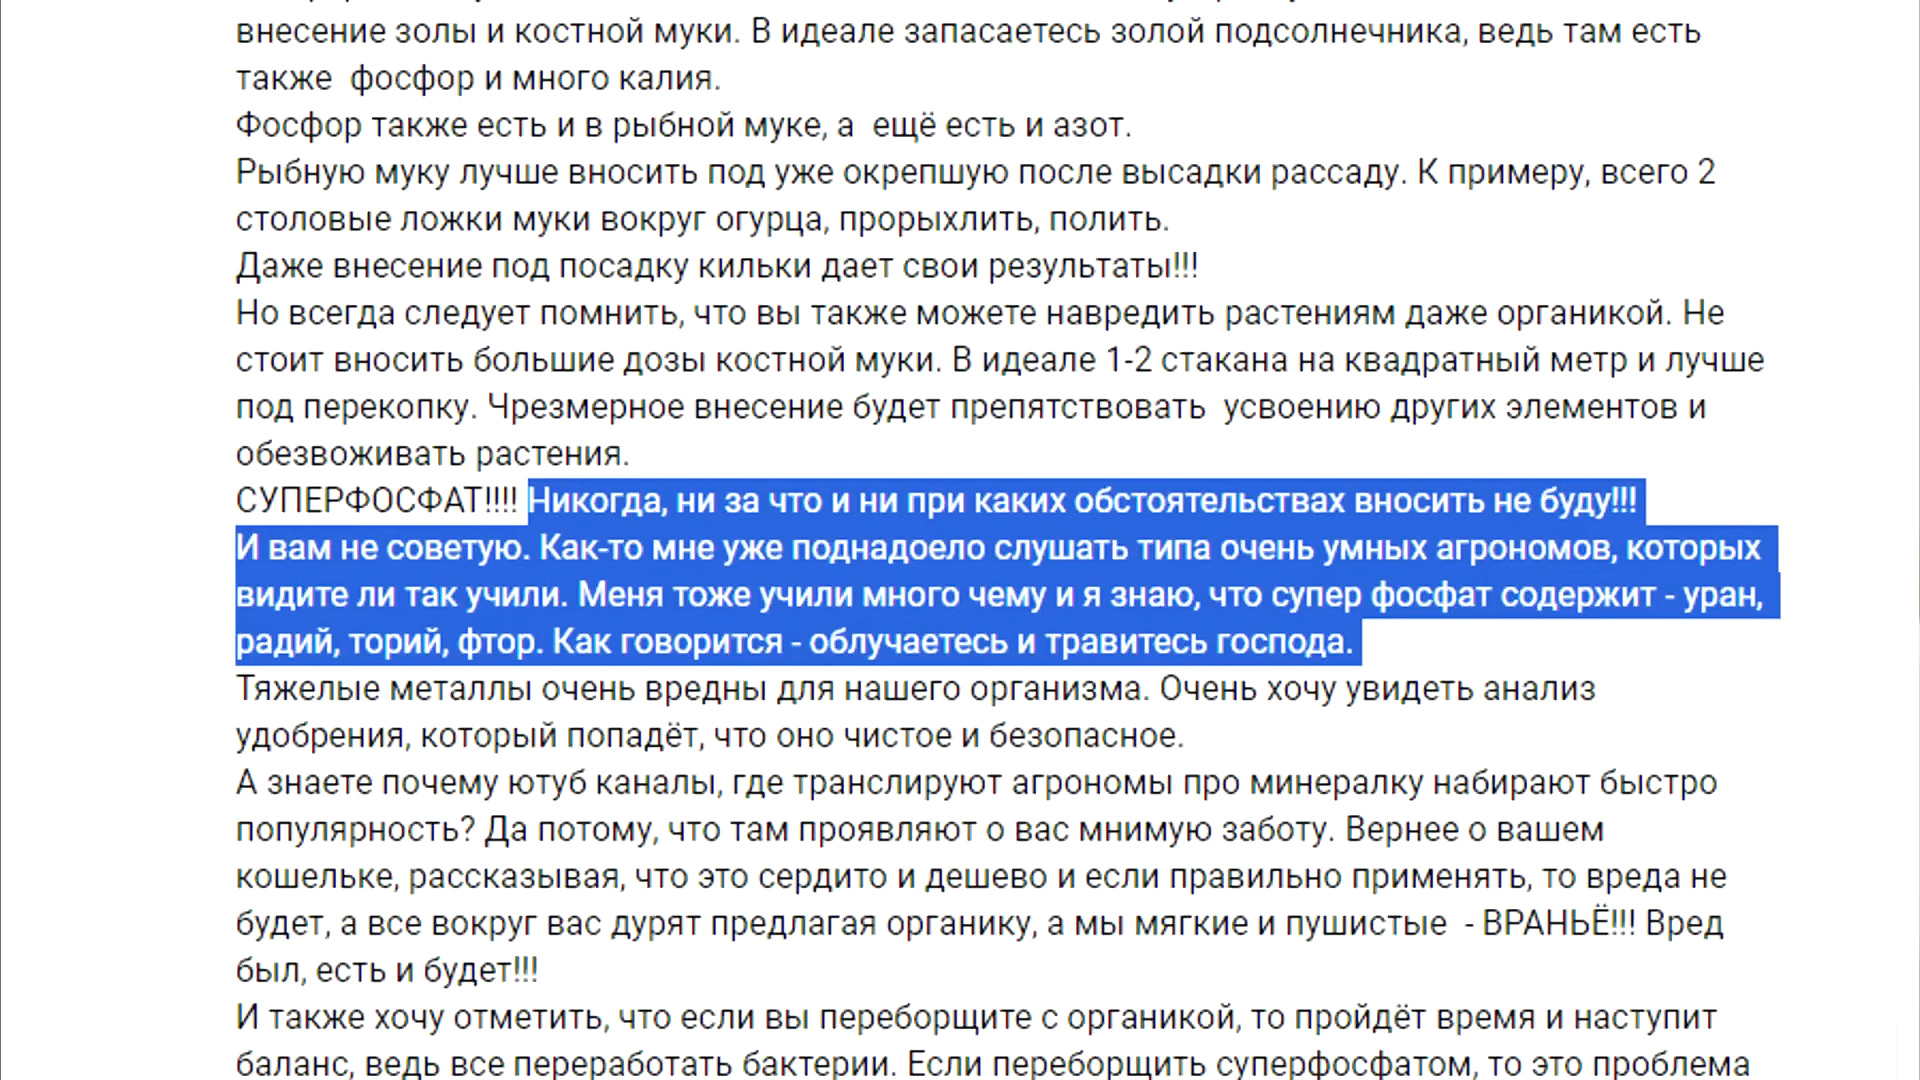 внесение золы и костной муки. В идеале запасаетесь золой подсолнечника, ведь там есть
также  фосфор и много калия.
Фосфор также есть и в рыбной муке, а  ещё есть и азот.
Рыбную муку лучше вносить под уже окрепшую после высадки рассаду. К примеру, всего 2
столовые ложки муки вокруг огурца, прорыхлить, полить.
Даже внесение под посадку кильки дает свои результаты!!!
Но всегда следует помнить, что вы также можете навредить растениям даже органикой. Не
стоит вносить большие дозы костной муки. В идеале 1-2 стакана на квадратный метр и лучше
под перекопку. Чрезмерное внесение будет препятствовать  усвоению других элементов и
обезвоживать растения.
СУПЕРФОСФАТ!!!! Никогда, ни за что и ни при каких обстоятельствах вносить не буду!!!
И вам не советую. Как-то мне уже поднадоело слушать типа очень умных агрономов, которых
видите ли так учили. Меня тоже учили много чему и я знаю, что супер фосфат содержит - уран,
радий, торий, фтор. Как говорится - облучаетесь и травитесь господа.
Тяжелые металлы очень вредны для нашего организма. Очень хочу увидеть анализ
удобрения, который попадёт, что оно чистое и безопасное.
А знаете почему ютуб каналы, где транслируют агрономы про минералку набирают быстро
популярность? Да потому, что там проявляют о вас мнимую заботу. Вернее о вашем
кошельке, рассказывая, что это сердито и дешево и если правильно применять, то вреда не
будет, а все вокруг вас дурят предлагая органику, а мы мягкие и пушистые  - ВРАНЬЁ!!! Вред
был, есть и будет!!!
И также хочу отметить, что если вы переборщите с органикой, то пройдёт время и наступит
баланс, ведь все переработать бактерии. Если переборщить суперфосфатом, то это проблема